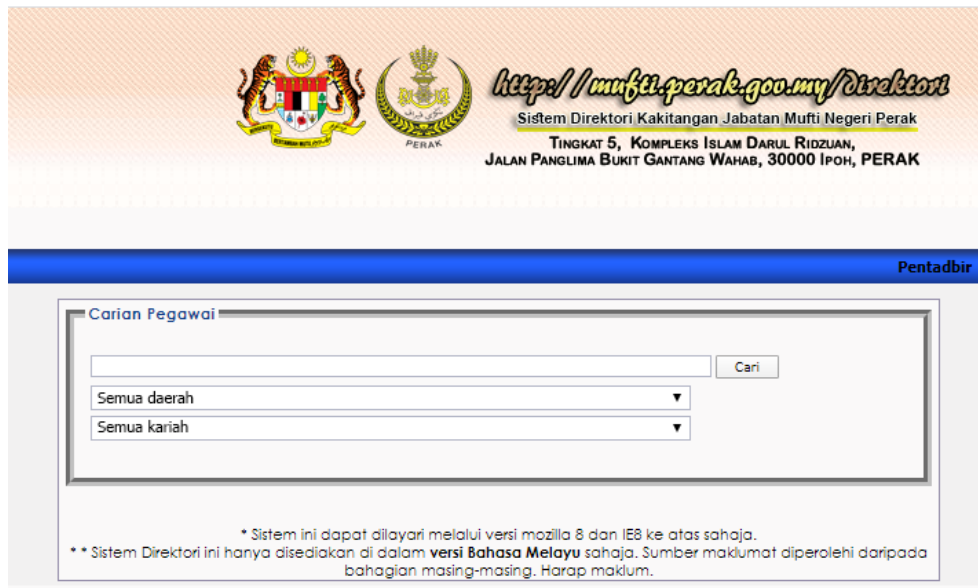 http://mufti.perak.gov.my/direktori
Sistem Direktori Kakitangan Jabatan Mufti Negeri Perak
TINGKAT 5, KOMPLEKS ISLAM DARUL RIDZUAN,
JALAN PANGLIMA BUKIT GANTANG WAHAB, 30000 IPOH, PERAK
PERAK
Pentadbir
Carian Pegawai
Cari
Semua daerah
Semua kariah
* Sistem ini dapat dilayari melalui versi mozilla 8 dan IE8 ke atas sahaja.
* * Sistem Direktori ini hanya disediakan di dalam versi Bahasa Melayu sahaja. Sumber maklumat diperolehi daripada
bahagian masing-masing. Harap maklum.